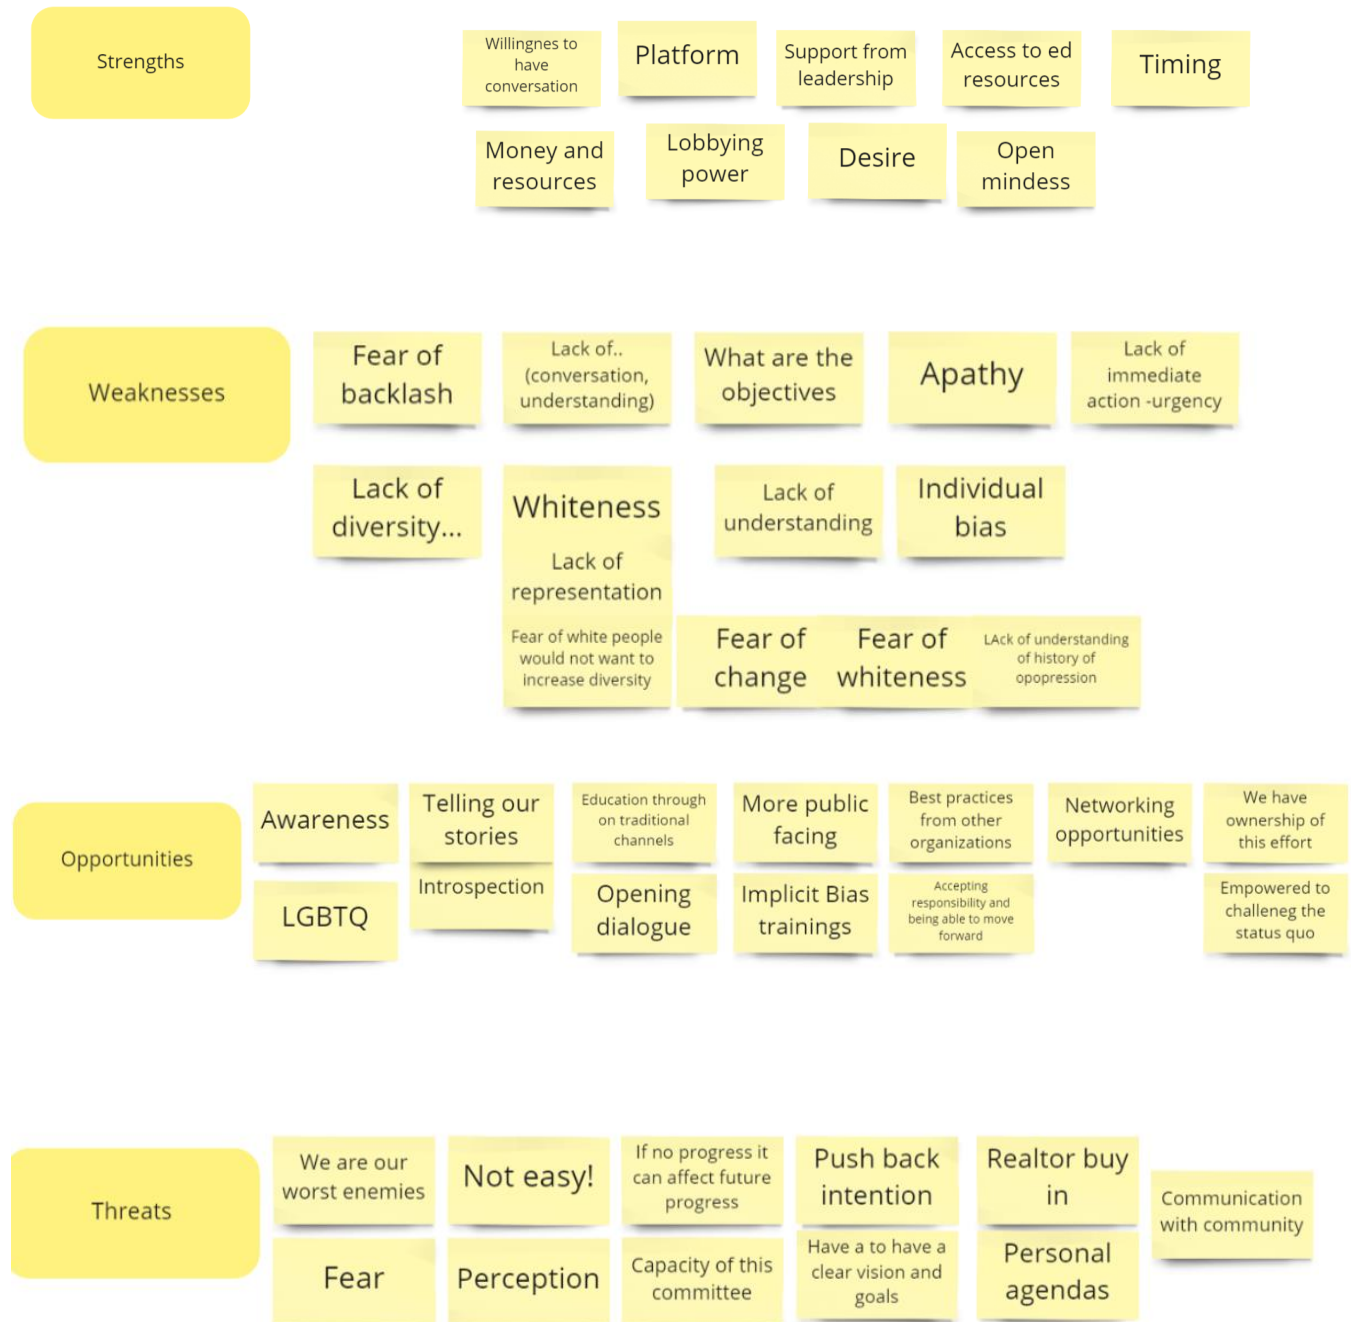 Strengths
Willingnes to
have
conversation
Platform
Support from
leadership
Access to ed
resources
Timing
Money and
resources
Lobbying
power
Desire
Open
mindess
Weaknesses
Fear of
backlash
Lack of..
(conversation,
understanding)
What are the
objectives
Apathy
Lack of
immediate
action -urgency
Lack of
diversity...
Whiteness
Lack of
representation
Fear of white people
would not want to
increase diversity
Lack of
understanding
Individual
bias
Fear of
change
Fear of
whiteness
LAck of understanding
of history of
opopression
Opportunities
Awareness
Telling our
stories
Education through
on traditional
channels
More public
facing
Best practices
from other
organizations
Networking
opportunities
We have
ownership of
this effort
LGBTQ
Introspection
Opening
dialogue
Implicit Bias
trainings
Accepting
responsibility and
being able to move
forward
Empowered to
challeneg the
status quo
Threats
We are our
worst enemies
Not easy!
If no progress it
can affect future
progress
Push back
intention
Realtor buy
in
Communication
with community
Fear
Perception
Capacity of this
committee
Have a to have a
clear vision and
goals
Personal
agendas